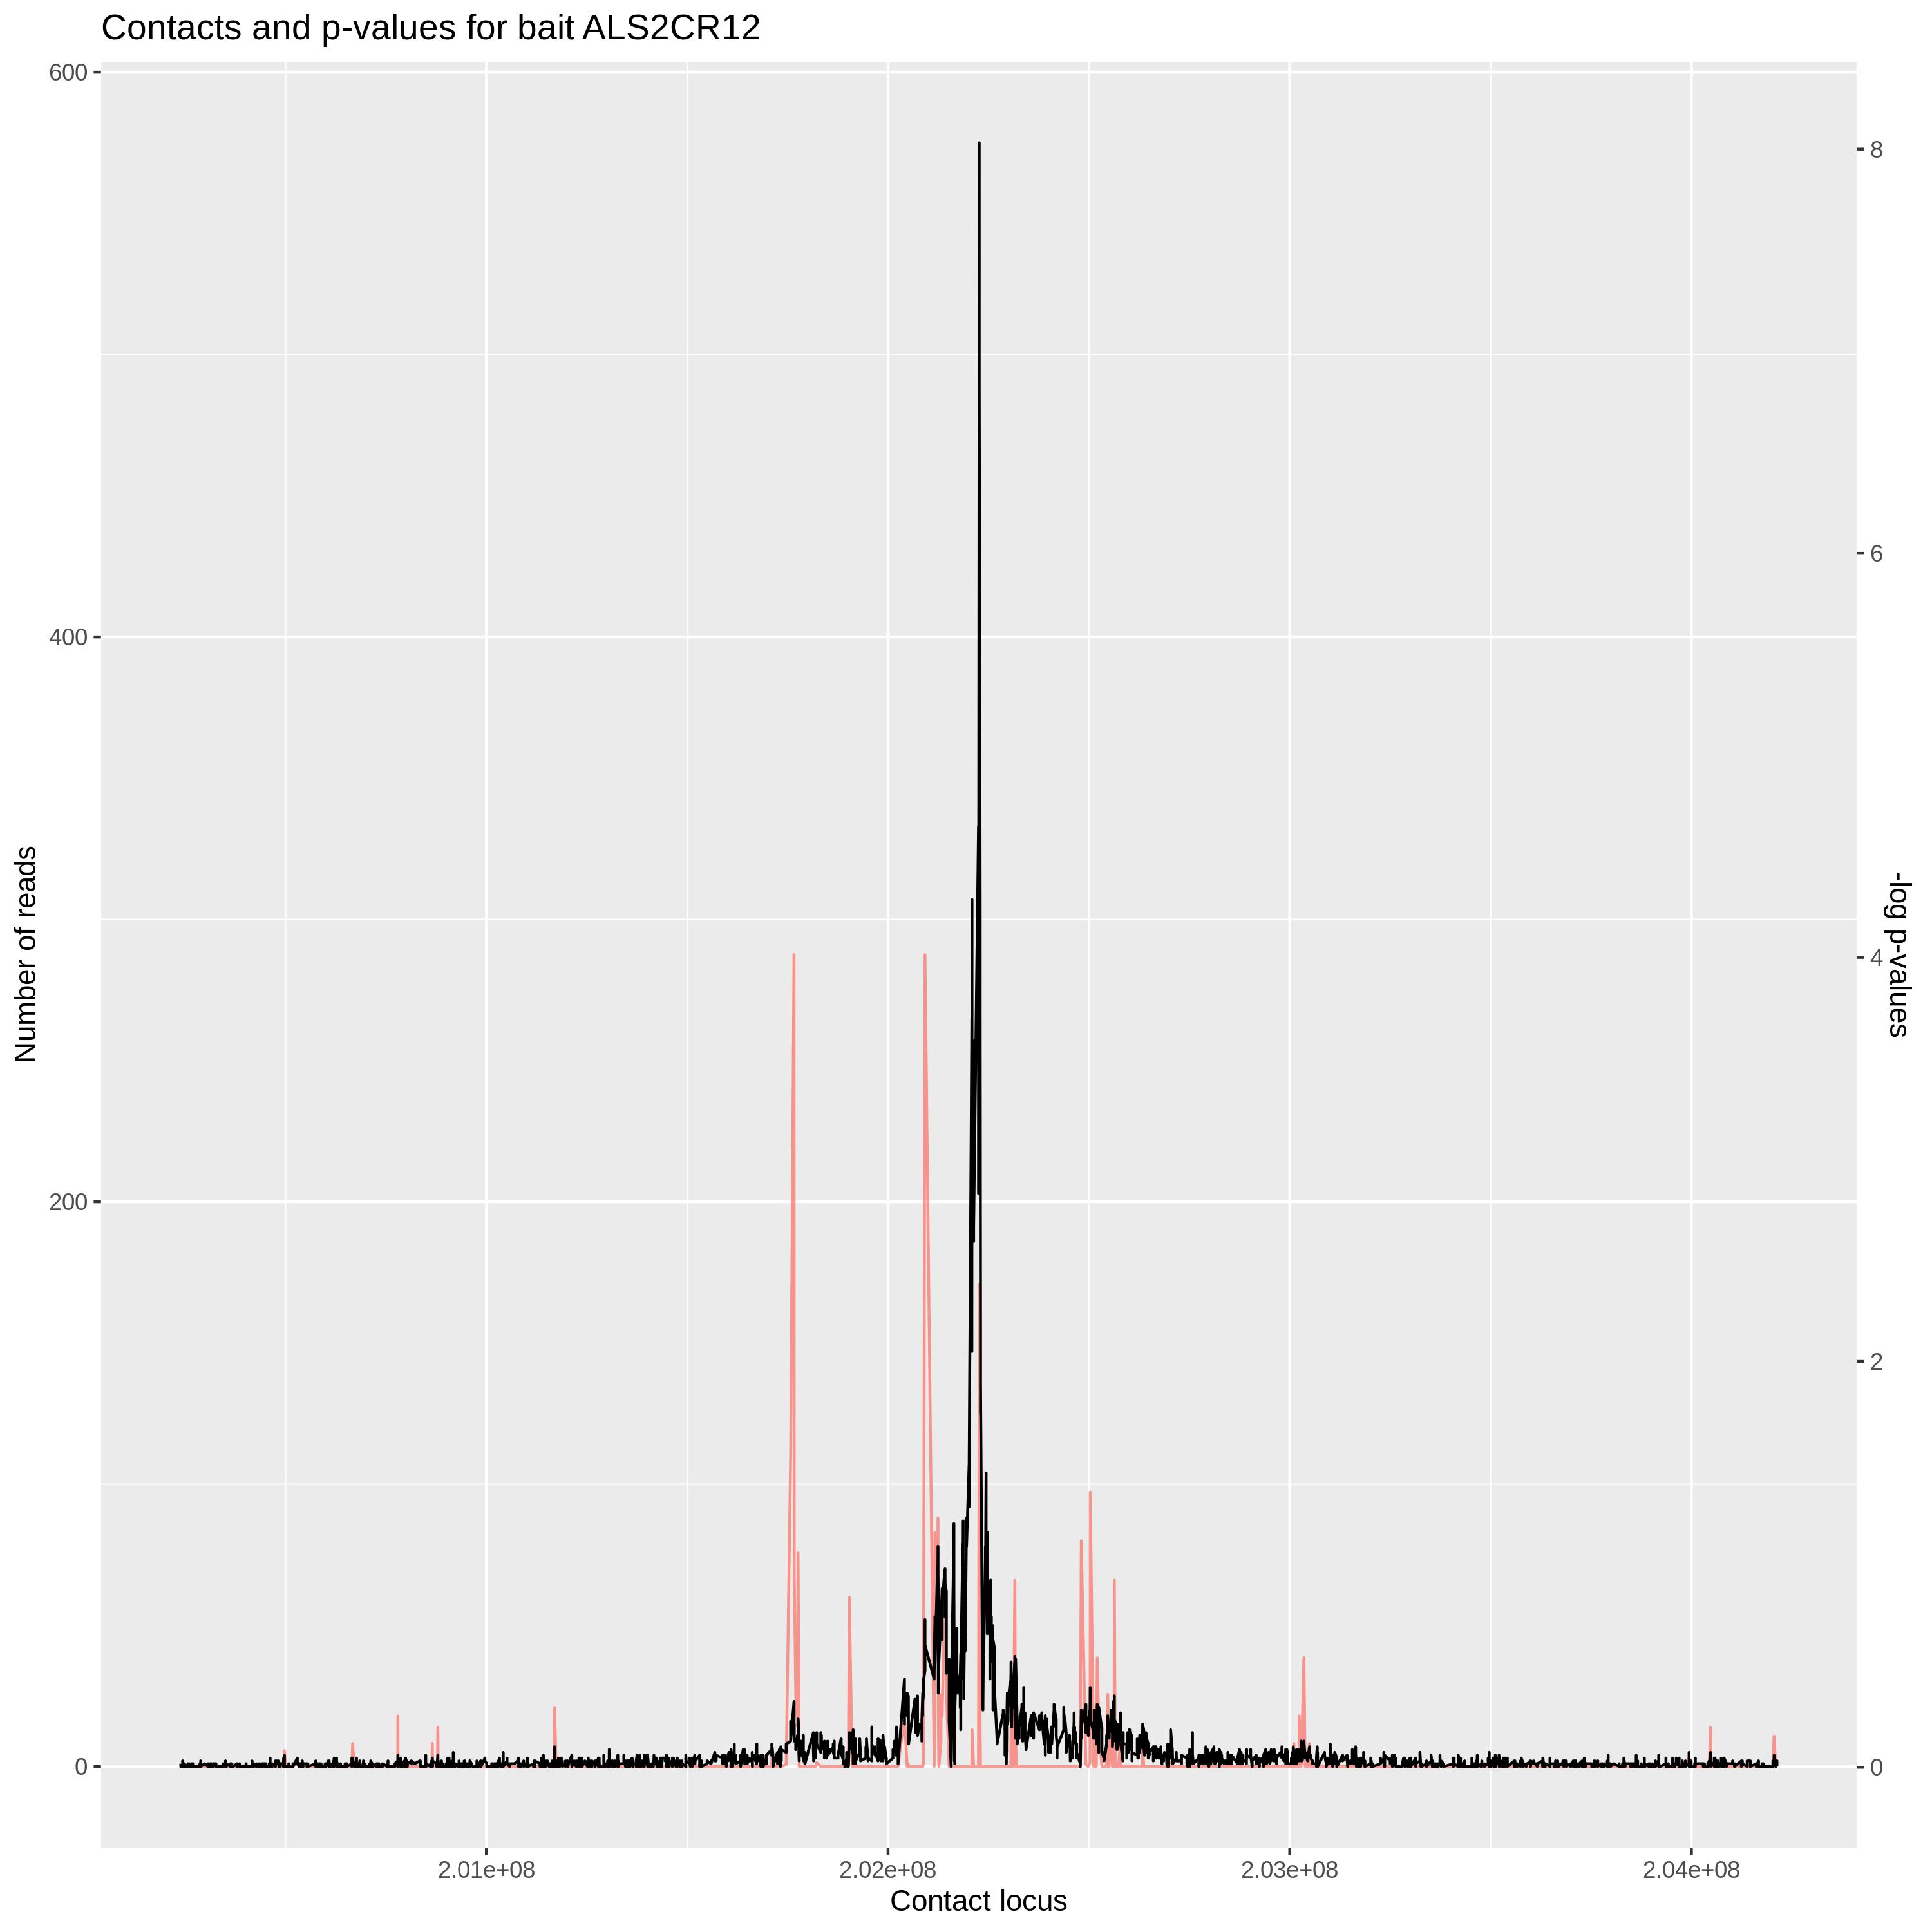 Contacts and p-values for bait ALS2CR12
600
400
200
0
Number of reads
8
6
4
2
0
-log p-values
2.01e+08
2.02e+08
2.03e+08
2.04e+08
Contact locus